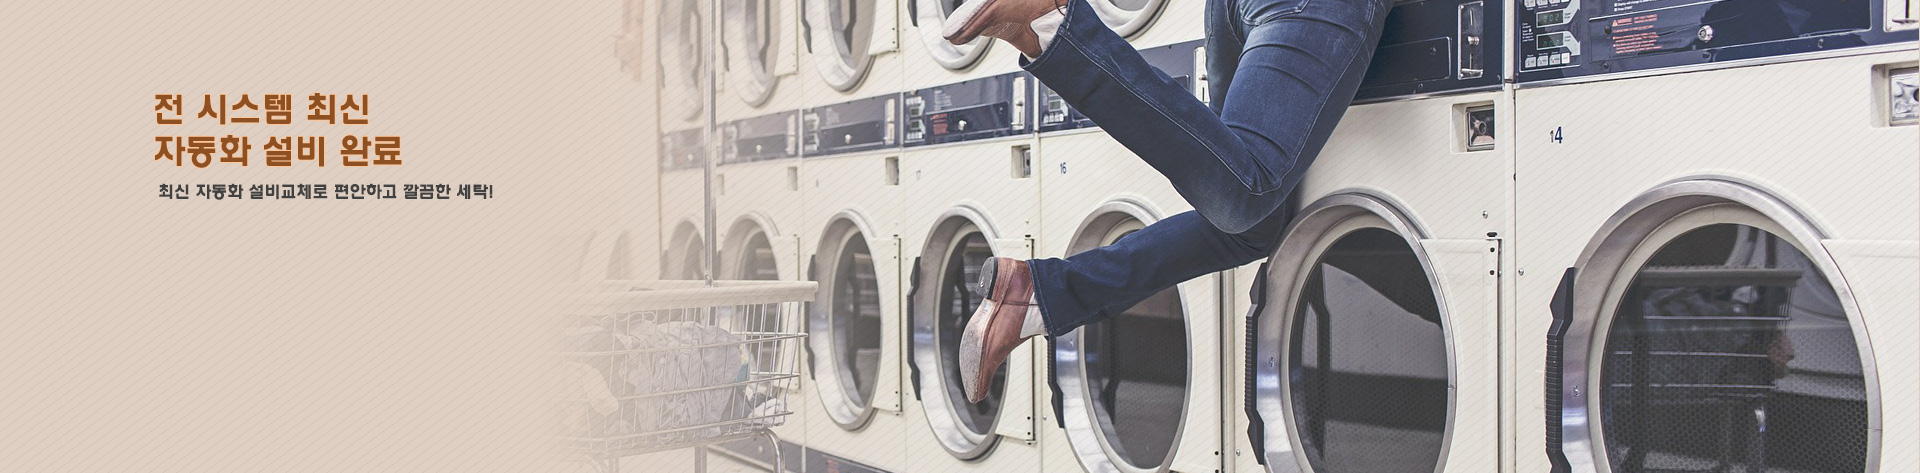 전 시스템 최신
자동화 설비 완료
최신 자동화 설비교체로 편안하고 깔끔한 세탁!
16
14